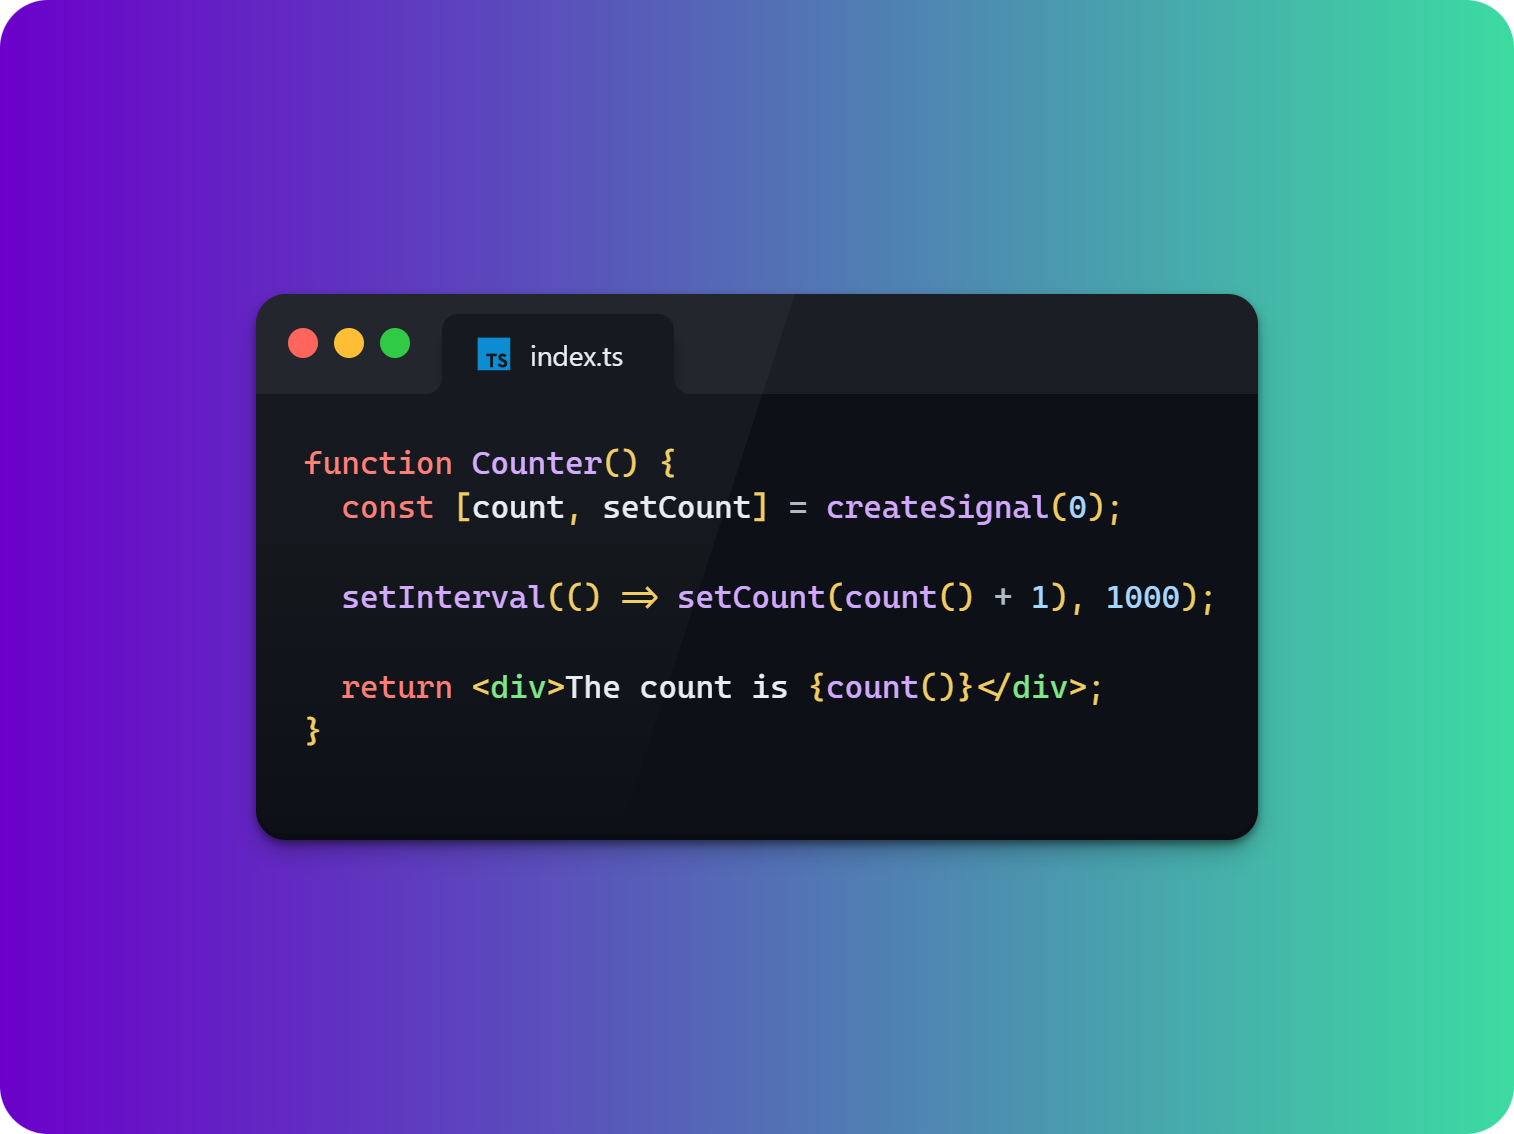 TS index.ts
function Counter() {
  const [count, setCount] = createSignal(0);
  setInterval(() => setCount(count() + 1), 1000);
  return <div>The count is {count()}</div>;
}